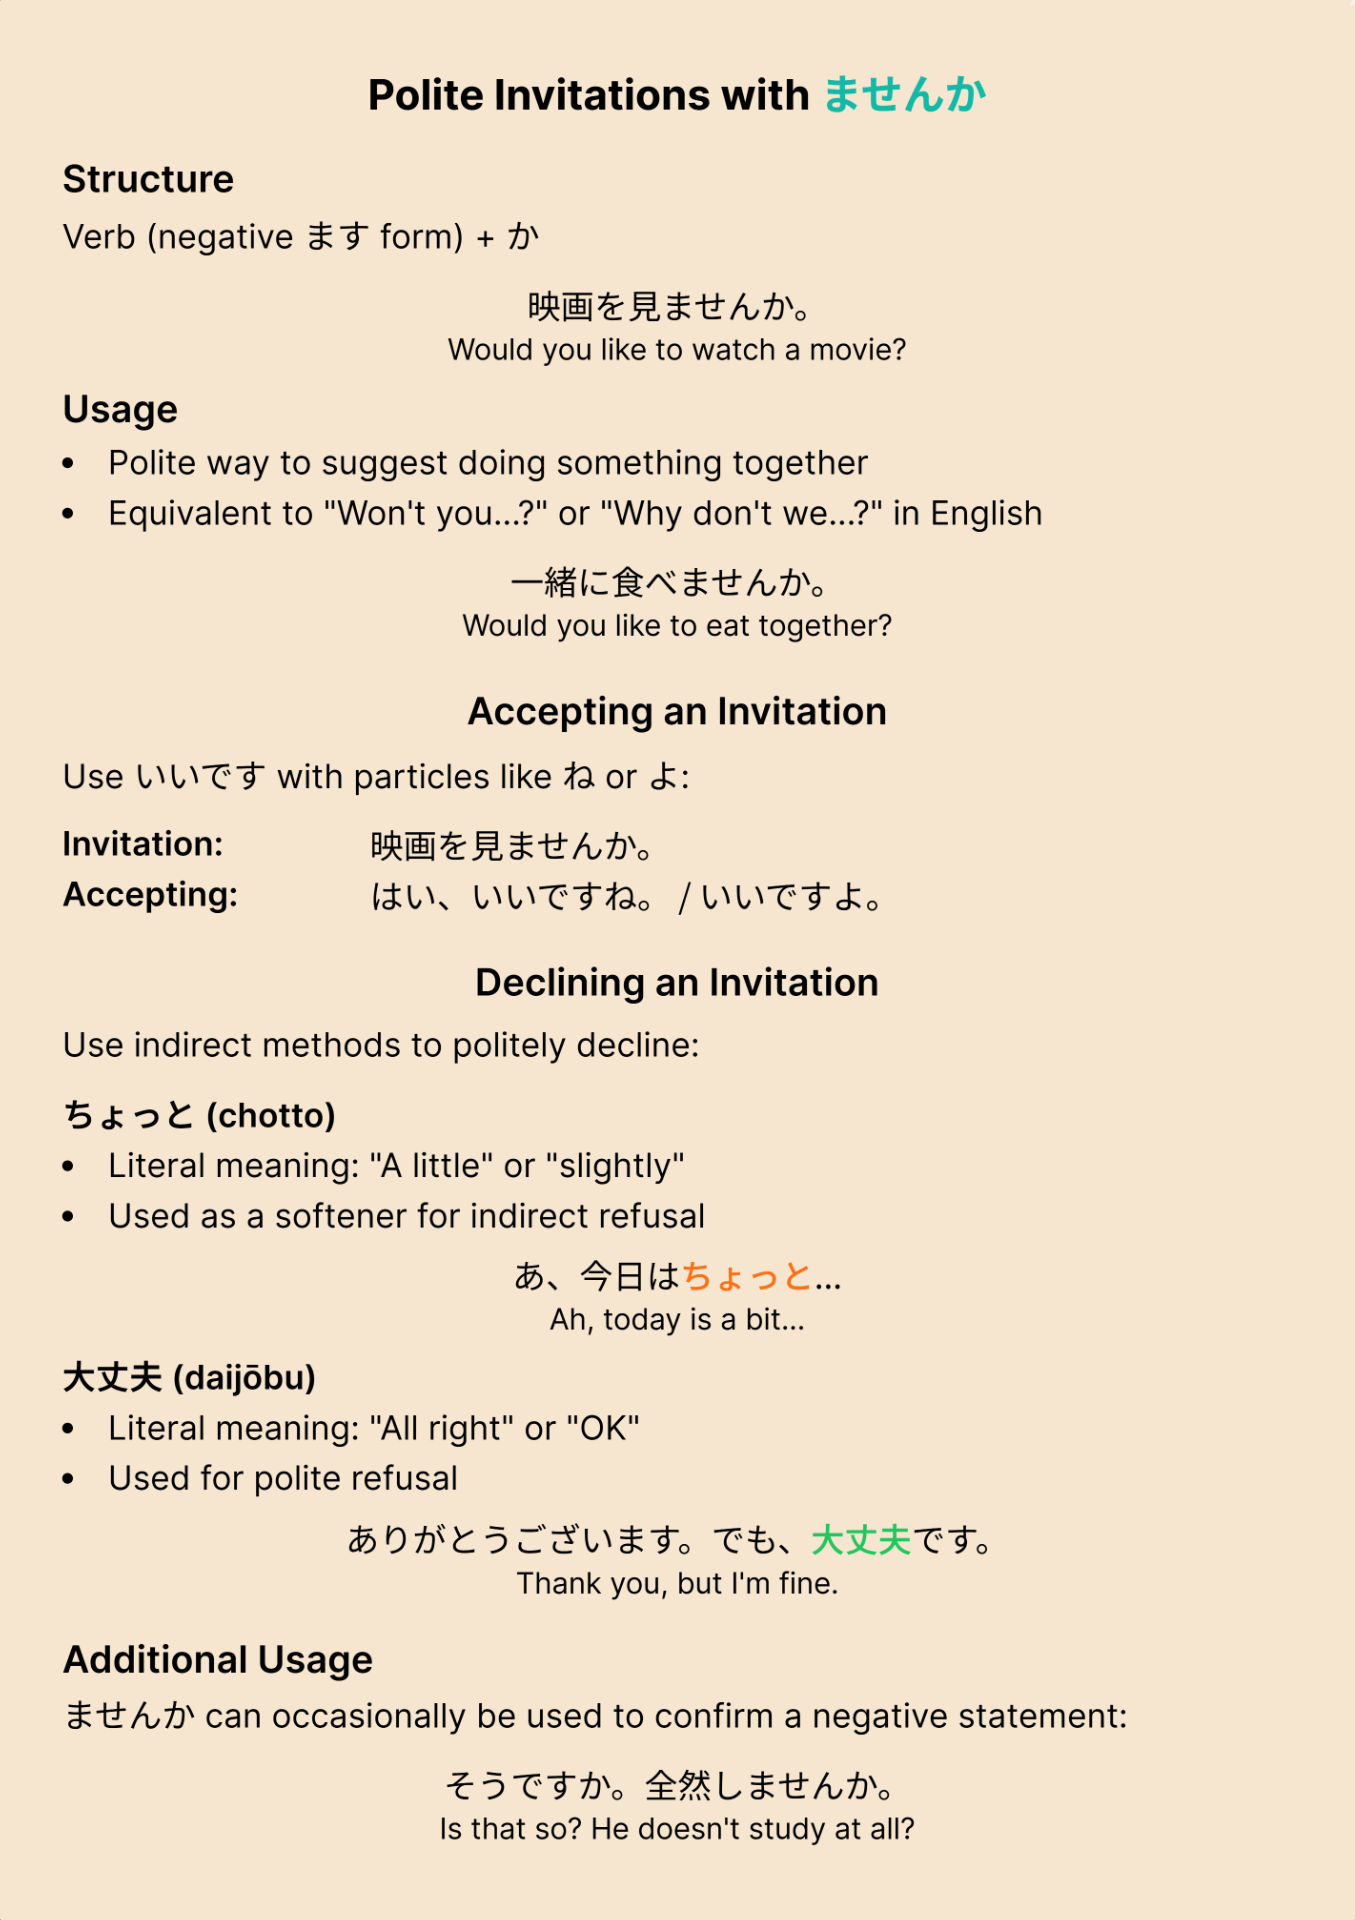 Polite Invitations with ませんか
Structure
Verb (negative ます form) + か
映画を見ませんか。
Would you like to watch a movie?
Usage
• Polite way to suggest doing something together
• Equivalent to "Won't you...?" or "Why don't we...?" in English
一緒に食べませんか。
Would you like to eat together?
Accepting an Invitation
Use いいです with particles like ね or よ:
Invitation: 映画を見ませんか。
Accepting: はい、いいですね。 / いいですよ。
Declining an Invitation
Use indirect methods to politely decline:
ちょっと (chotto)
• Literal meaning: "A little" or "slightly"
• Used as a softener for indirect refusal
あ、今日はちょっと...
Ah, today is a bit...
大丈夫 (daijōbu)
• Literal meaning: "All right" or "OK"
• Used for polite refusal
ありがとうございます。でも、大丈夫です。
Thank you, but I'm fine.
Additional Usage
ませんか can occasionally be used to confirm a negative statement:
そうですか。全然しませんか。
Is that so? He doesn't study at all?